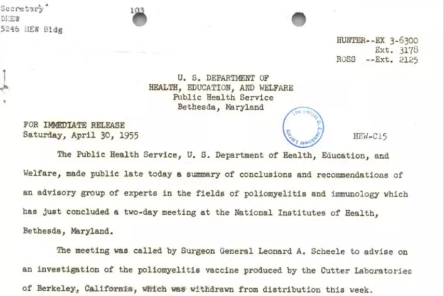 Secretary
DHEW
5246 HEW Bldg
103
HUNTER--EX 3-6300
Ext. 3178
ROSS --Ext. 2125
U. S. DEPARTMENT OF
HEALTH, EDUCATION, AND WELFARE
Public Health Service
Bethesda, Maryland
FOR IMMEDIATE RELEASE
Saturday, April 30, 1955
HEW-C15
The Public Health Service, U. S. Department of Health, Education, and
Welfare, made public late today a summary of conclusions and recommendations of
an advisory group of experts in the fields of poliomyelitis and immunology which
has just concluded a two-day meeting at the National Institutes of Health,
Bethesda, Maryland.
The meeting was called by Surgeon General Leonard A. Scheele to advise on
an investigation of the poliomyelitis vaccine produced by the Cutter Laboratories
of Berkeley, California, which was withdrawn from distribution this week.